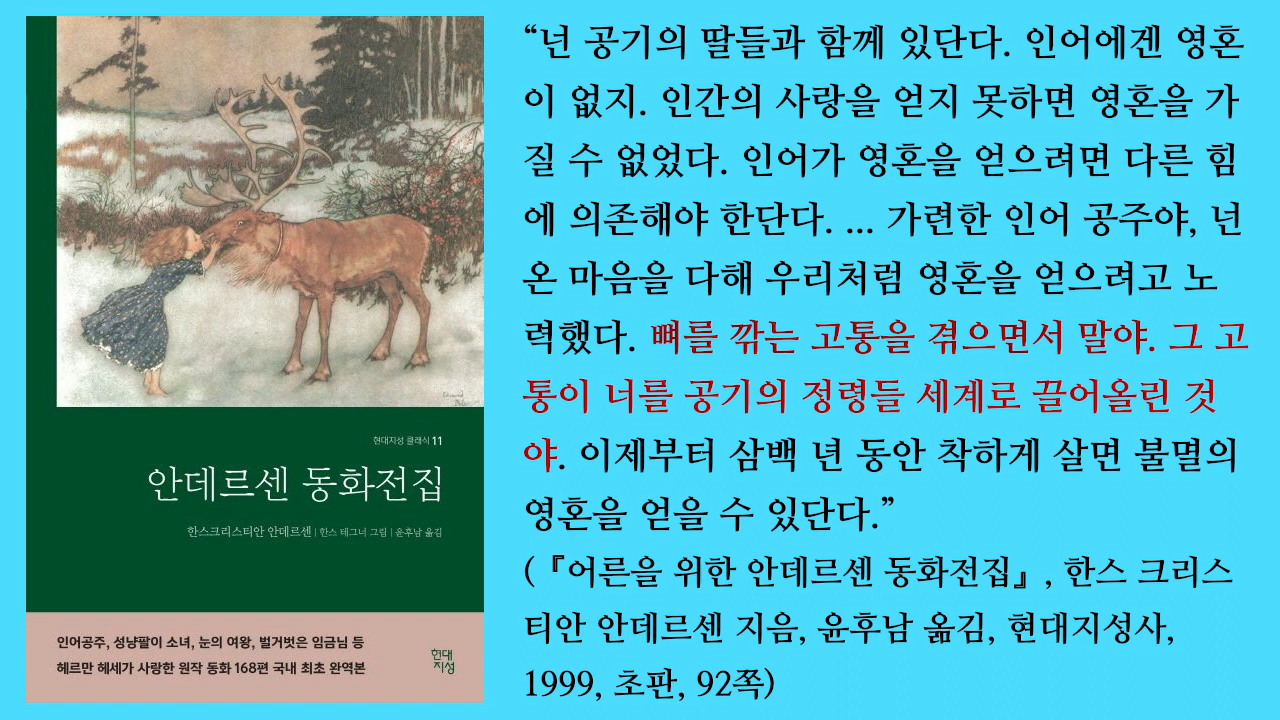 현대지성 클래식 11
안데르센 동화전집
한스크리스티안 안데르센 | 한스 테그너 그림 | 윤후남 옮김
인어공주, 성냥팔이 소녀, 눈의 여왕, 벌거벗은 임금님 등
헤르만 헤세가 사랑한 원작 동화 168편 국내 최초 완역본
현대
지성
“넌 공기의 딸들과 함께 있단다. 인어에겐 영혼
이 없지. 인간의 사랑을 얻지 못하면 영혼을 가
질 수 없었다. 인어가 영혼을 얻으려면 다른 힘
에 의존해야 한단다. ... 가련한 인어 공주야, 넌
온 마음을 다해 우리처럼 영혼을 얻으려고 노
력했다. 뼈를 깎는 고통을 겪으면서 말야. 그 고
통이 너를 공기의 정령들 세계로 끌어올린 것
야. 이제부터 삼백 년 동안 착하게 살면 불멸의
영혼을 얻을 수 있단다.”
(『어른을 위한 안데르센 동화전집』, 한스 크리스
티안 안데르센 지음, 윤후남 옮김, 현대지성사,
1999, 초판, 92쪽)